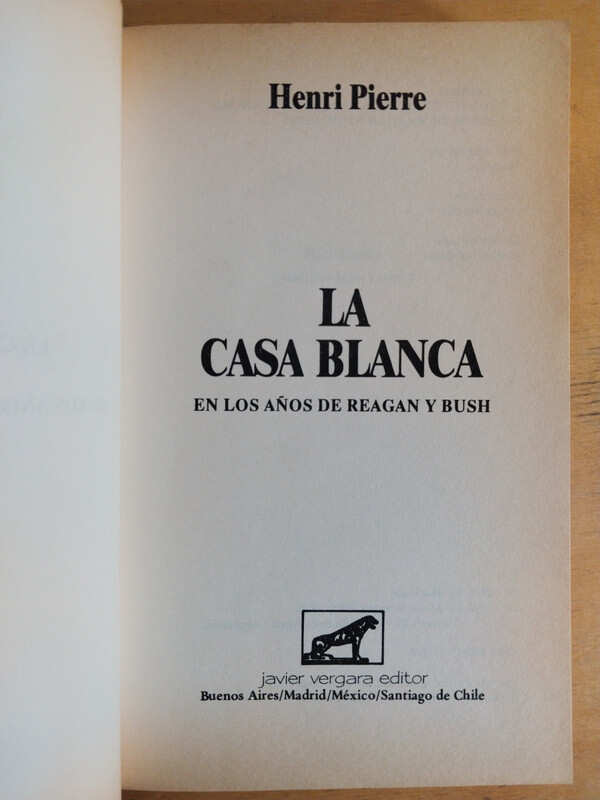 Henri Pierre
LA
CASA BLANCA
EN LOS AÑOS DE REAGAN Y BUSH
javier vergara editor
Buenos Aires/Madrid/México/Santiago de Chile